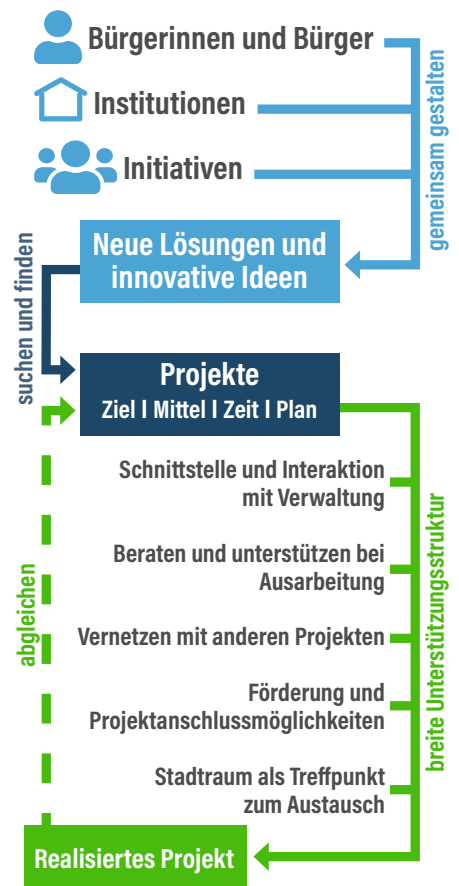 Bürgerinnen und Bürger
Institutionen
Initiativen
gemeinsam gestalten
Neue Lösungen und
innovative Ideen
suchen und finden
Projekte
Ziel I Mittel I Zeit I Plan
Schnittstelle und Interaktion
mit Verwaltung
Beraten und unterstützen bei
Ausarbeitung
Vernetzen mit anderen Projekten
Förderung und
Projektanschlussmöglichkeiten
Stadtraum als Treffpunkt
zum Austausch
breite Unterstützungsstruktur
abgleichen
Realisiertes Projekt